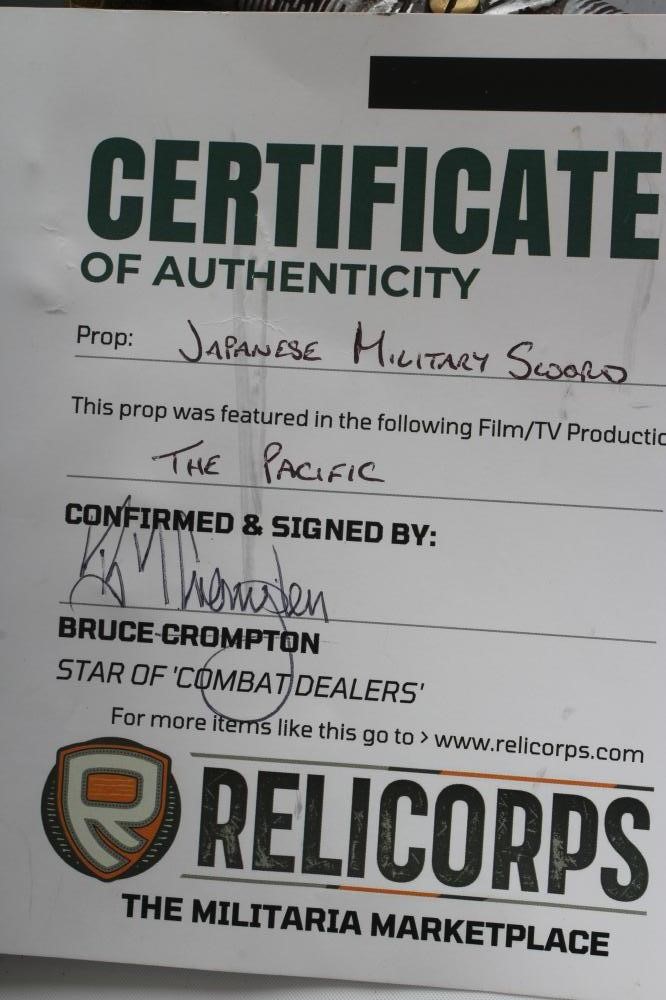 CERTIFICATE
OF AUTHENTICITY
Prop: JAPANESE MILITARY SWORD
This prop was featured in the following Film/TV Productio
THE PACIFIC
CONFIRMED & SIGNED BY:
BRUCE CROMPTON
STAR OF 'COMBAT DEALERS'
For more items like this go to > www.relicorps.com
R RELICORPS
THE MILITARIA MARKETPLACE